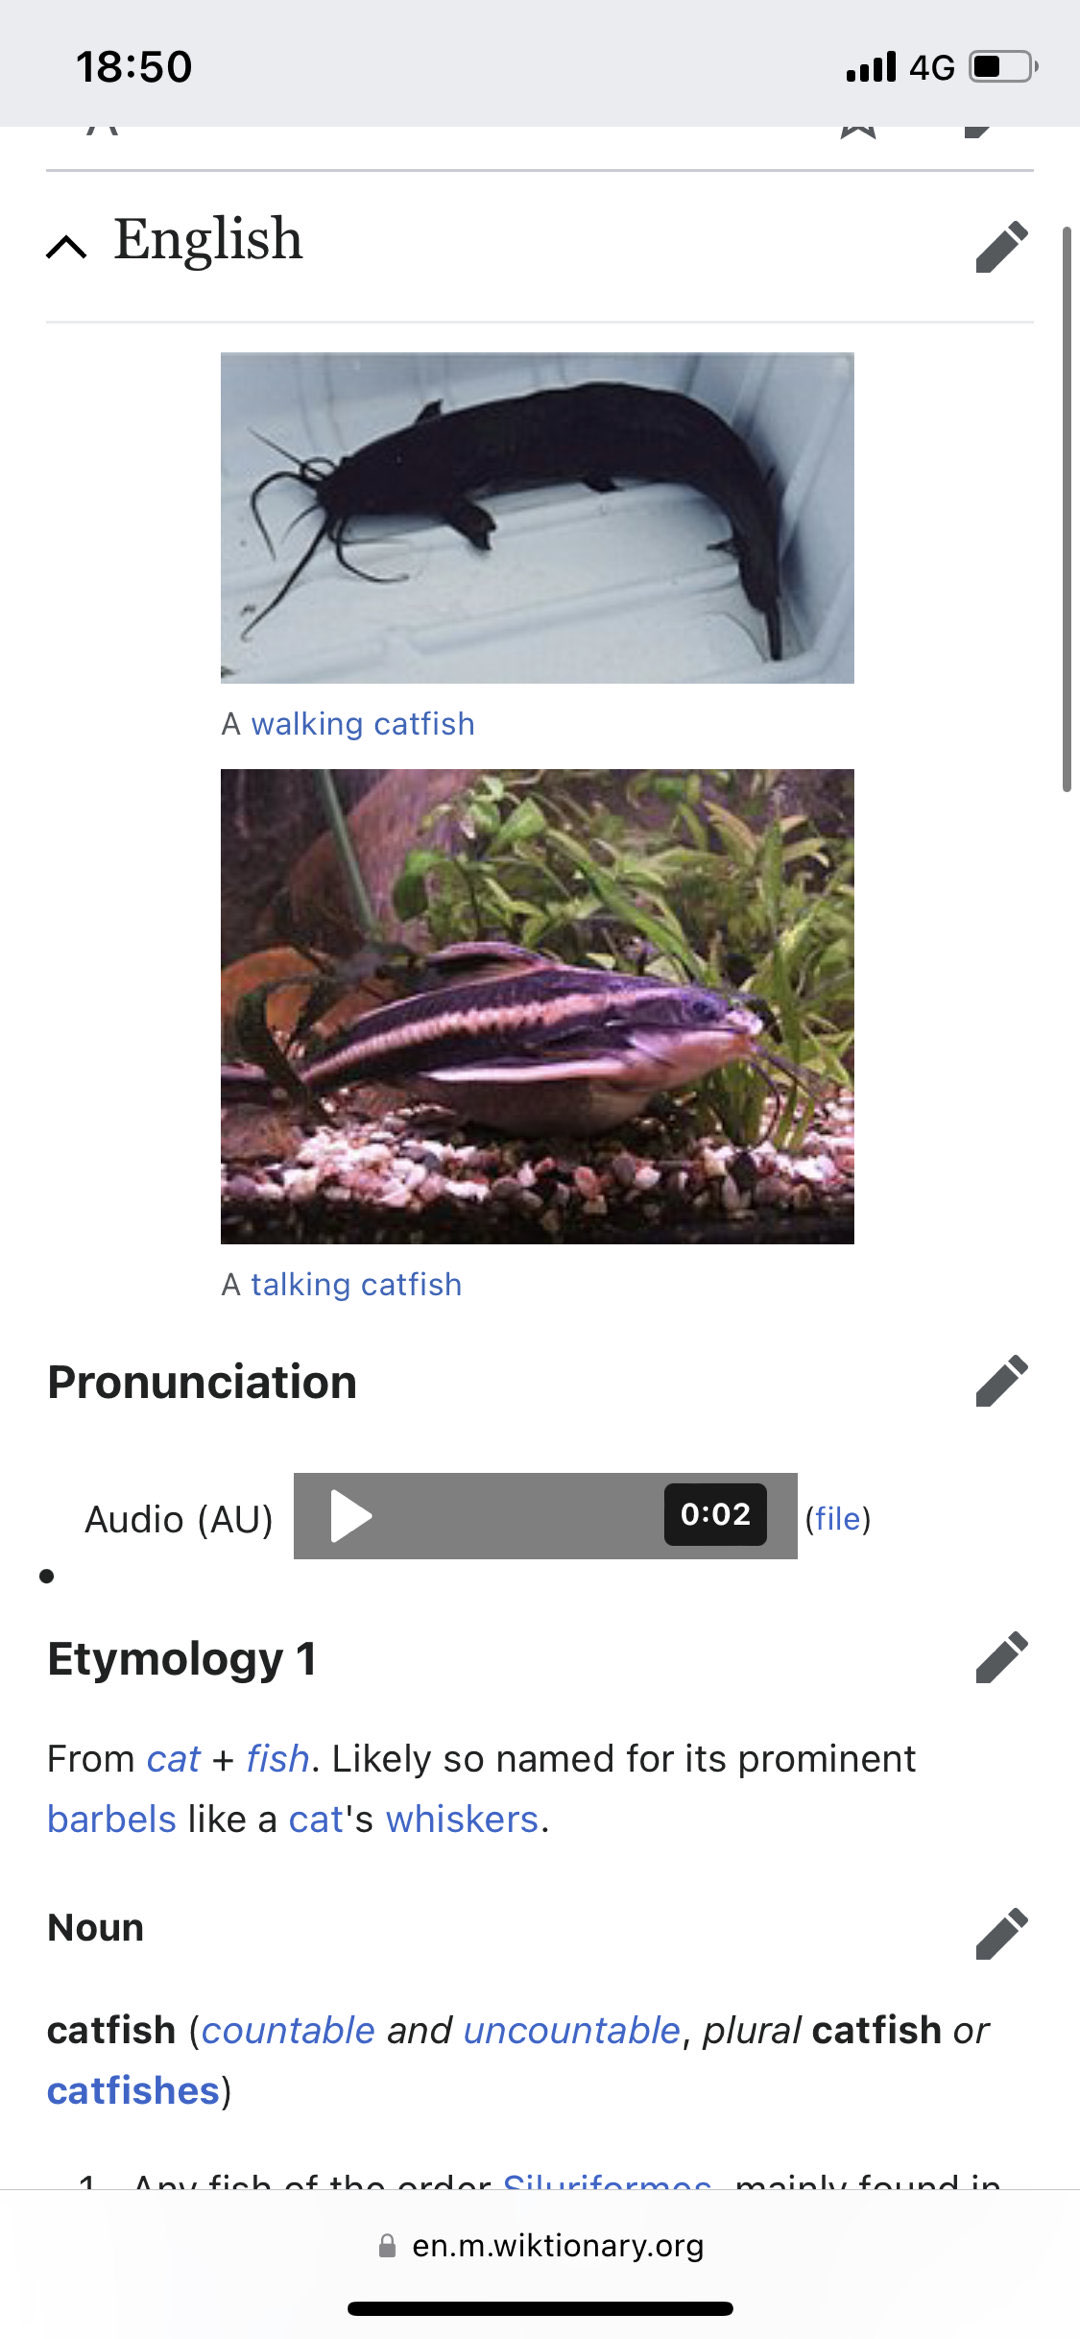 18:50
4G
English
A walking catfish
A talking catfish
Pronunciation
Audio (AU)
0:02
(file)
Etymology 1
From cat + fish. Likely so named for its prominent
barbels like a cat's whiskers.
Noun
catfish (countable and uncountable, plural catfish or
catfishes)
1. Any fish of the order Siluriformes, mainly found in
en.m.wiktionary.org